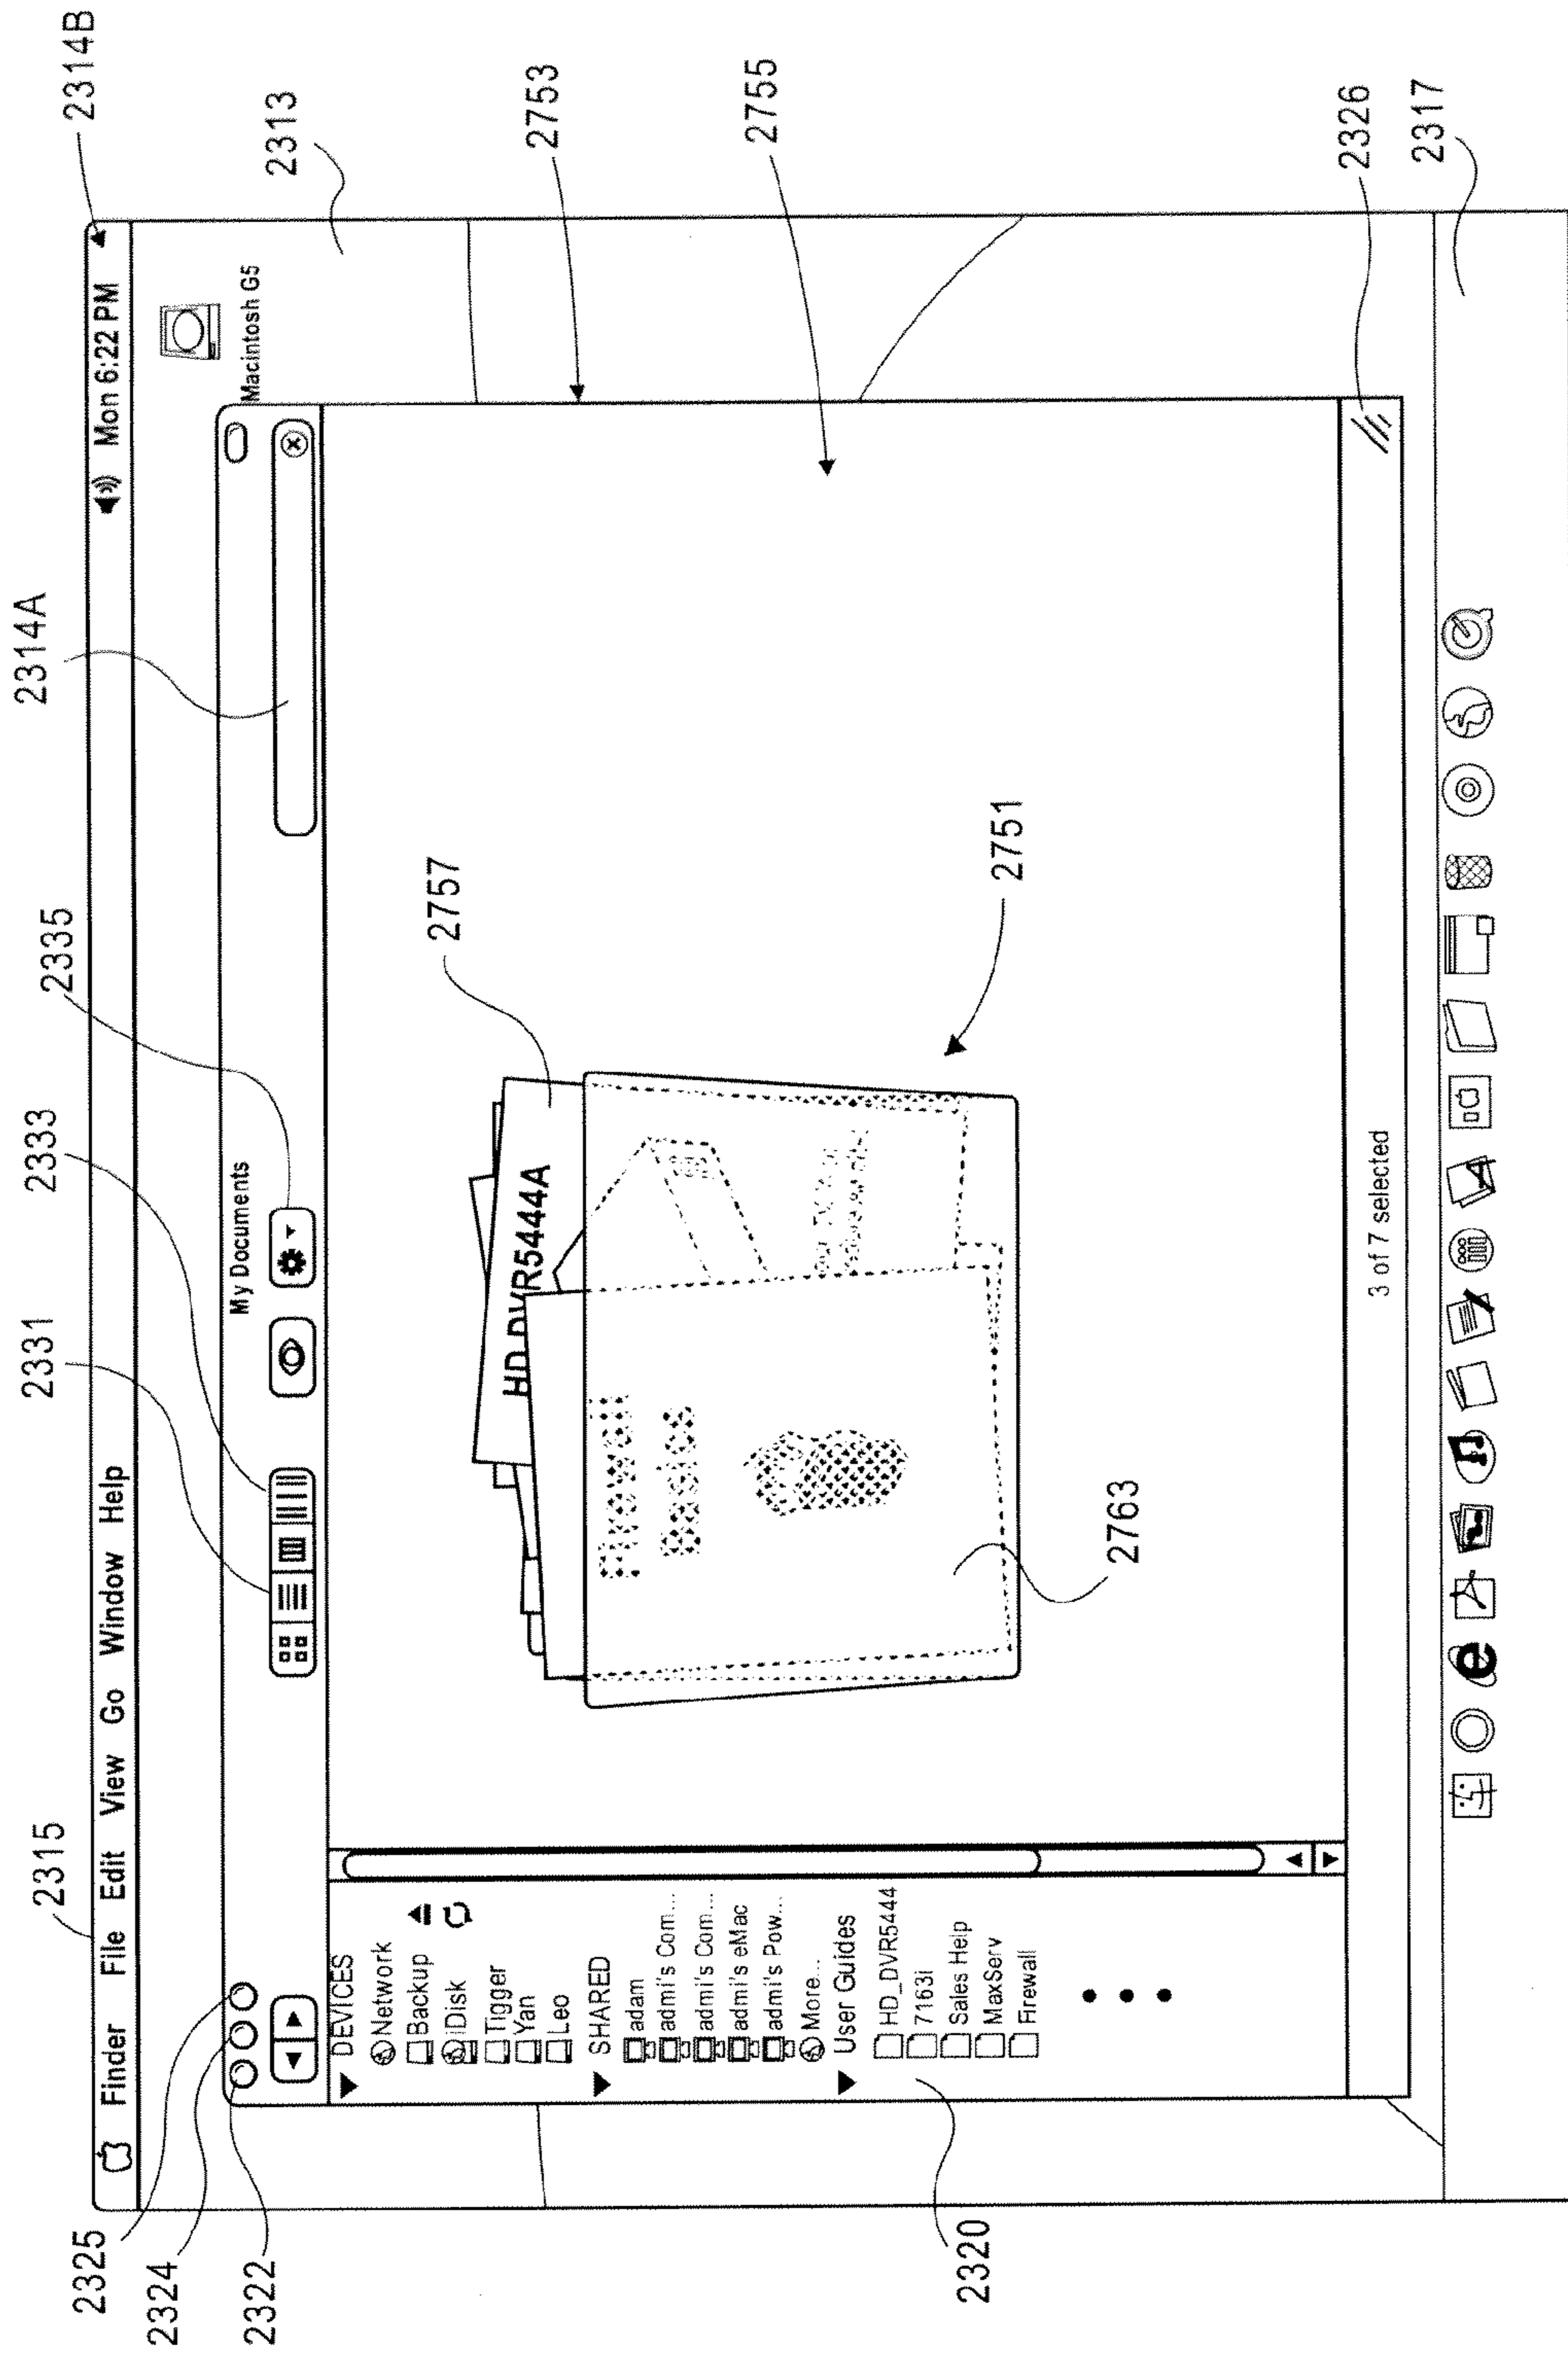 2314B
2313
2753
2755
2326
2317
2314A
2335
2333
2331
2315
2325
2324
2322
2320
Finder File Edit View Go Window Help
Mon 6:22 PM
Macintosh G5
My Documents
DEVICES
Network
Backup
iDisk
Tigger
Yan
Leo
SHARED
adam
admi's Com...
admi's Com...
admi's eMac
admi's Pow...
More...
User Guides
HD_DVR5444
7163i
Sales Help
MaxServ
Firewall
2757
2751
2763
HD_DVR5444A
Firewall
Basics
3 of 7 selected